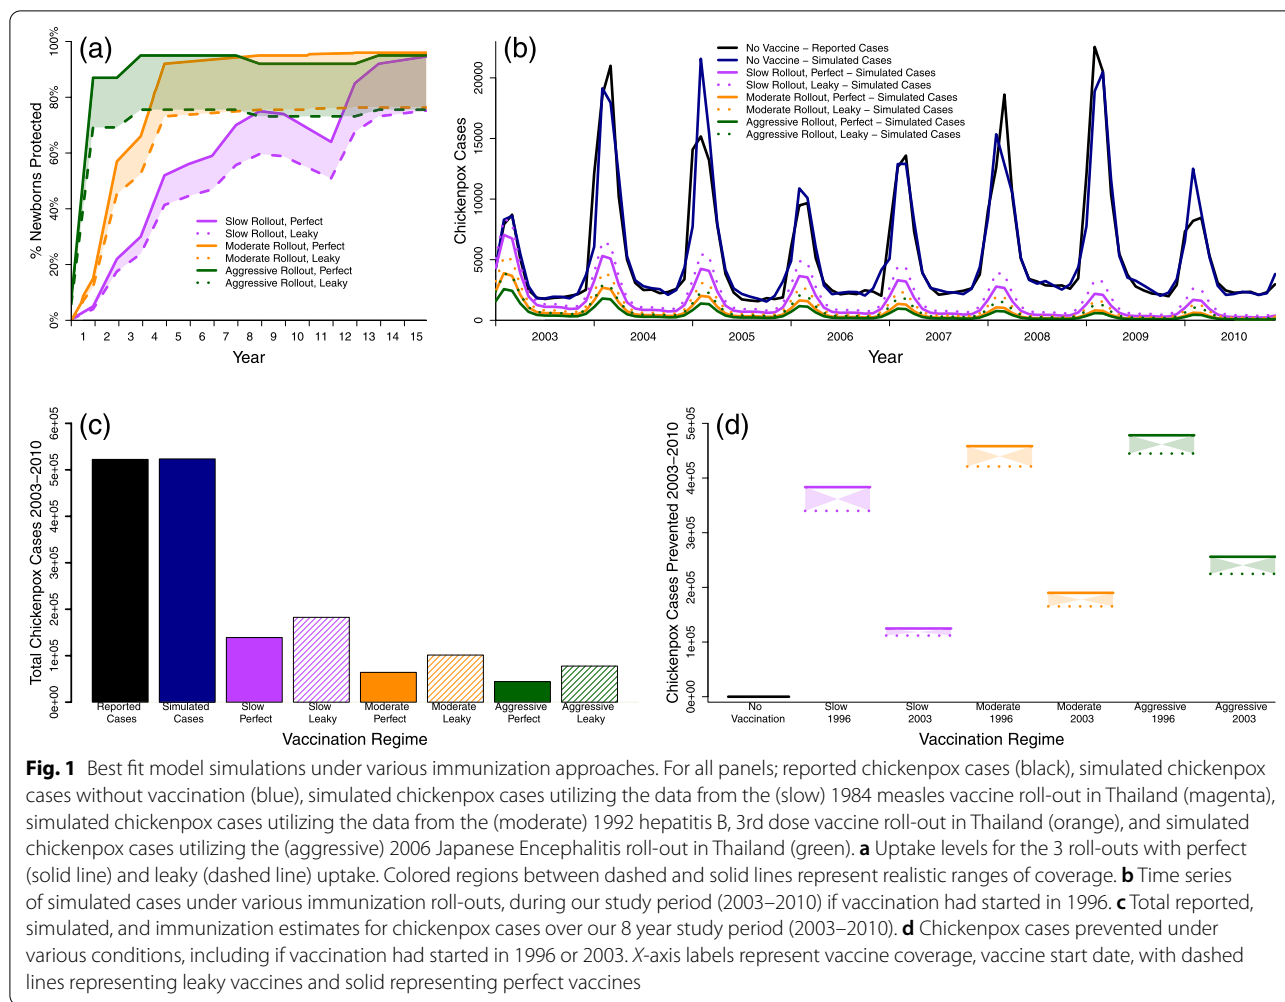 (a)
% Newborns Protected
100%
80%
60%
40%
20%
0%
Slow Rollout, Perfect
Slow Rollout, Leaky
Moderate Rollout, Perfect
Moderate Rollout, Leaky
Aggressive Rollout, Perfect
Aggressive Rollout, Leaky
1 2 3 4 5 6 7 8 9 10 11 12 13 14 15
Year
(b)
Chickenpox Cases
20000
15000
10000
5000
0
No Vaccine – Reported Cases
No Vaccine – Simulated Cases
Slow Rollout, Perfect – Simulated Cases
Slow Rollout, Leaky – Simulated Cases
Moderate Rollout, Perfect – Simulated Cases
Moderate Rollout, Leaky – Simulated Cases
Aggressive Rollout, Perfect – Simulated Cases
Aggressive Rollout, Leaky – Simulated Cases
2003 2004 2005 2006 2007 2008 2009 2010
Year
(c)
Total Chickenpox Cases 2003–2010
6e+05
5e+05
4e+05
3e+05
2e+05
1e+05
0e+00
Reported Simulated Slow Slow Moderate Moderate Aggressive Aggressive
Cases Cases Perfect Leaky Perfect Leaky Perfect Leaky
Vaccination Regime
(d)
Chickenpox Cases Prevented 2003–2010
5e+05
4e+05
3e+05
2e+05
1e+05
0e+00
No Slow Slow Moderate Moderate Aggressive Aggressive
Vaccination 1996 2003 1996 2003 1996 2003
Vaccination Regime
Fig. 1 Best fit model simulations under various immunization approaches. For all panels; reported chickenpox cases (black), simulated chickenpox
cases without vaccination (blue), simulated chickenpox cases utilizing the data from the (slow) 1984 measles vaccine roll-out in Thailand (magenta),
simulated chickenpox cases utilizing the data from the (moderate) 1992 hepatitis B, 3rd dose vaccine roll-out in Thailand (orange), and simulated
chickenpox cases utilizing the (aggressive) 2006 Japanese Encephalitis roll-out in Thailand (green). a Uptake levels for the 3 roll-outs with perfect
(solid line) and leaky (dashed line) uptake. Colored regions between dashed and solid lines represent realistic ranges of coverage. b Time series
of simulated cases under various immunization roll-outs, during our study period (2003–2010) if vaccination had started in 1996. c Total reported,
simulated, and immunization estimates for chickenpox cases over our 8 year study period (2003–2010). d Chickenpox cases prevented under
various conditions, including if vaccination had started in 1996 or 2003. X-axis labels represent vaccine coverage, vaccine start date, with dashed
lines representing leaky vaccines and solid representing perfect vaccines